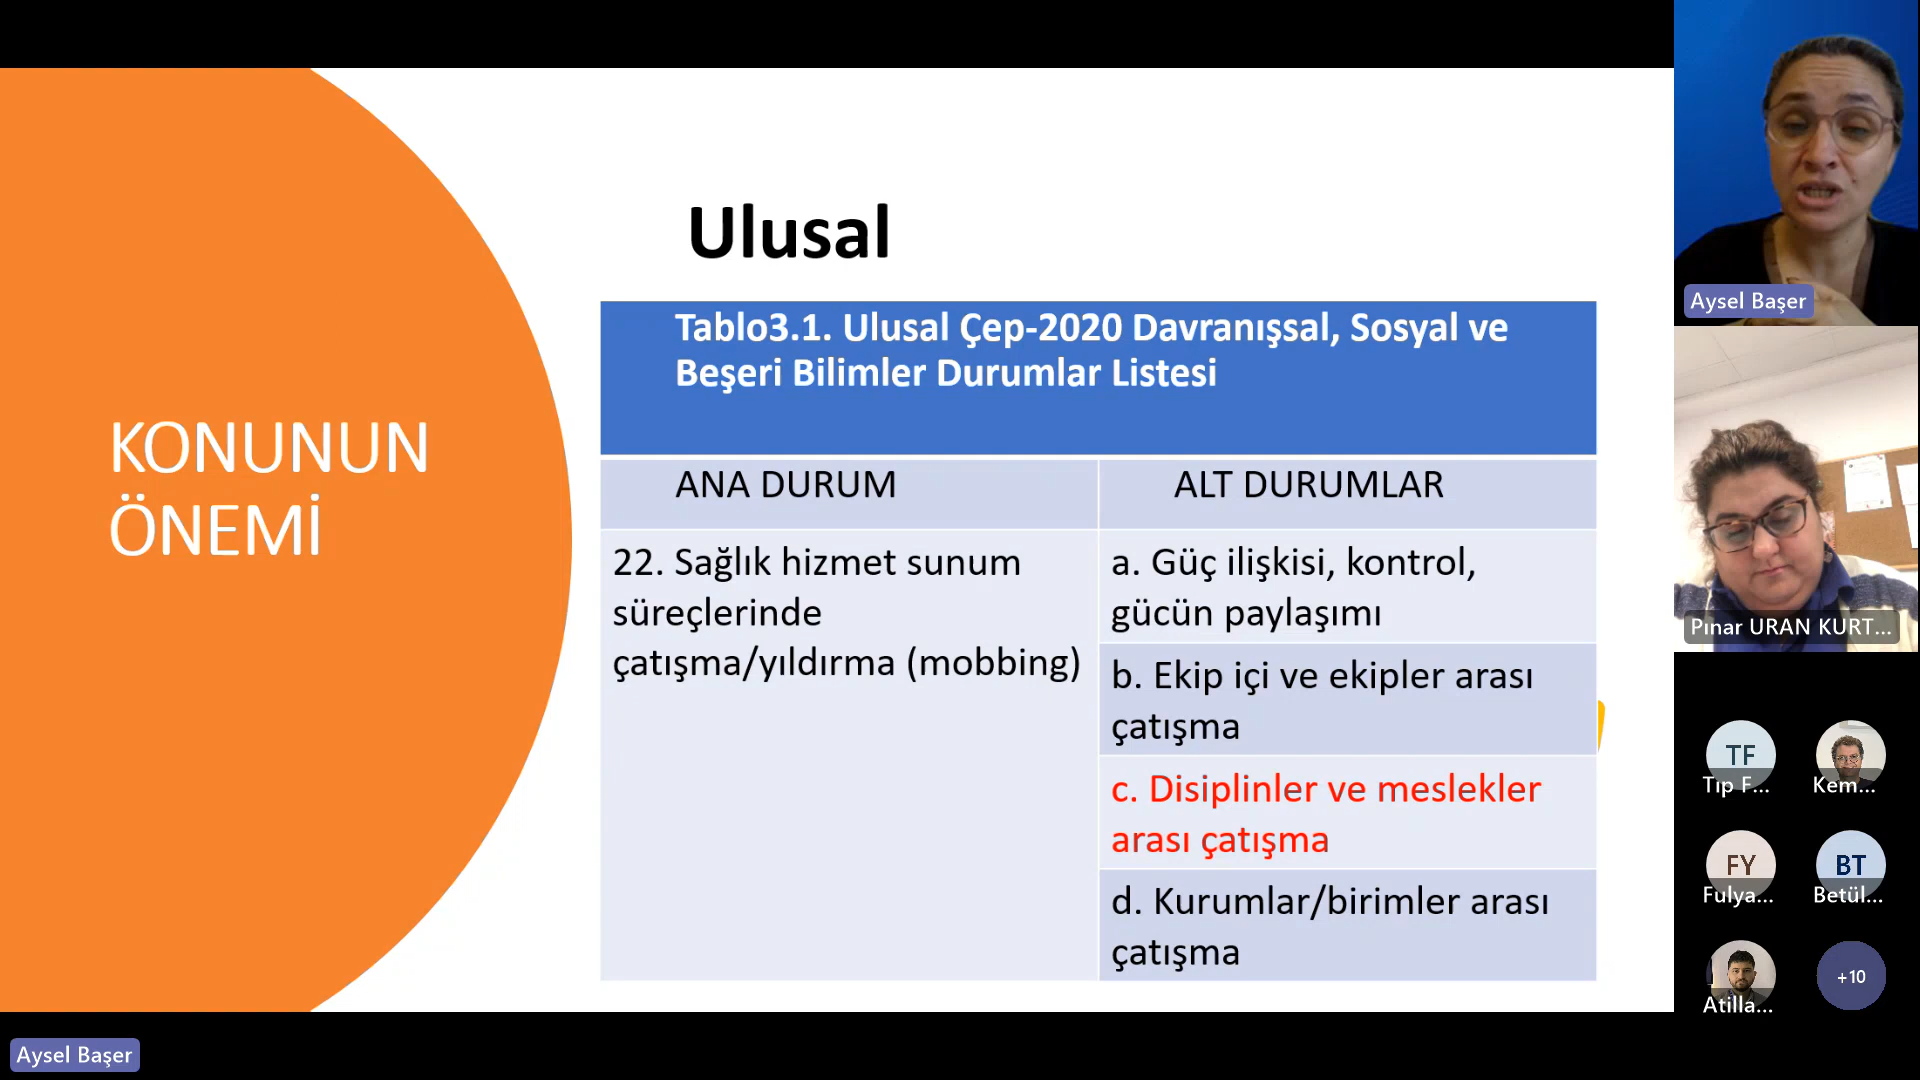 KONUNUN
ÖNEMİ
Ulusal
Tablo3.1. Ulusal Çep-2020 Davranışsal, Sosyal ve
Beşeri Bilimler Durumlar Listesi
ANA DURUM
ALT DURUMLAR
22. Sağlık hizmet sunum
süreçlerinde
çatışma/yıldırma (mobbing)
a. Güç ilişkisi, kontrol,
gücün paylaşımı
b. Ekip içi ve ekipler arası
çatışma
c. Disiplinler ve meslekler
arası çatışma
d. Kurumlar/birimler arası
çatışma
Aysel Başer
Pınar URAN KURT...
TF
Tıp F...
Kem...
FY
Fulya...
BT
Betül...
Atilla...
+10
Aysel Başer